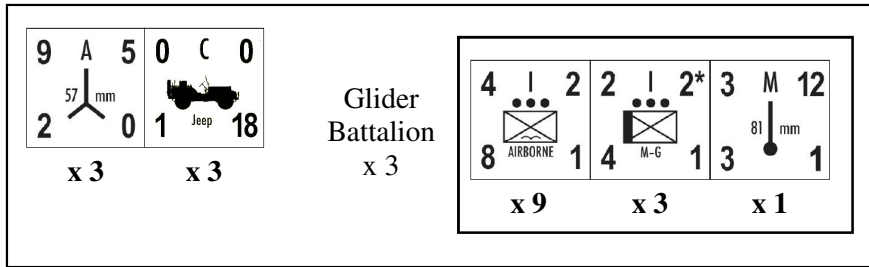 9 A 5
57 mm
2 0
x 3
0 C 0
Jeep
1 18
x 3
Glider
Battalion
x 3
4 I 2
AIRBORNE
8 1
x 9
2 I 2*
M-G
4 1
x 3
3 M 12
81 mm
3 1
x 1